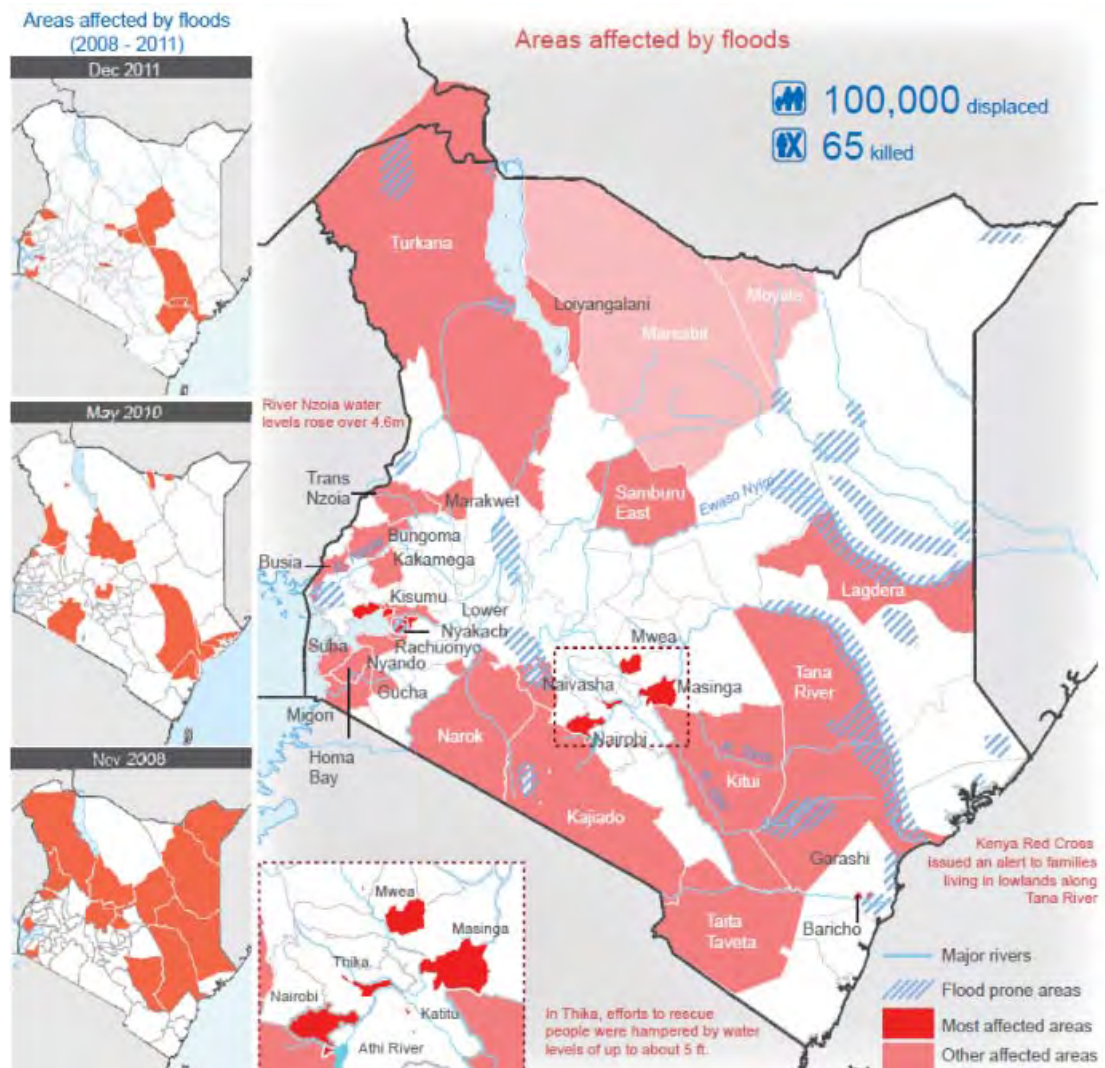 Areas affected by floods
(2008 - 2011)
Dec 2011
May 2010
Nov 2008
Areas affected by floods
100,000 displaced
65 killed
Turkana
Loiyangalani
Marsabit
Moyale
River Nzoia water
levels rose over 4.6m
Trans
Nzoia
Marakwet
Samburu
East
Ewaso Nyiro
Bungoma
Busia
Kakamega
Lagdera
Kisumu
Lower
Nyakach
Suba
Rachuonyo
Nyando
Gucha
Migori
Homa
Bay
Mwea
Naivasha
Masinga
Nairobi
Tana
River
Narok
Kitui
Kajiado
Garashi
Kenya Red Cross
issued an alert to families
living in lowlands along
Tana River
Taita
Taveta
Baricho
Mwea
Masinga
Thika
Nairobi
Katitu
Athi River
In Thika, efforts to rescue
people were hampered by water
levels of up to about 5 ft.
Major rivers
Flood prone areas
Most affected areas
Other affected areas